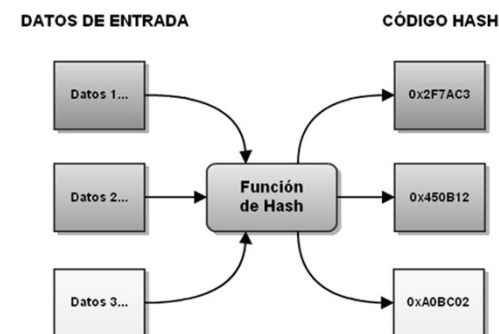 DATOS DE ENTRADA
CÓDIGO HASH
Datos 1...
0x2F7AC3
Datos 2...
Función
de Hash
0x450B12
Datos 3...
0xA0BC02